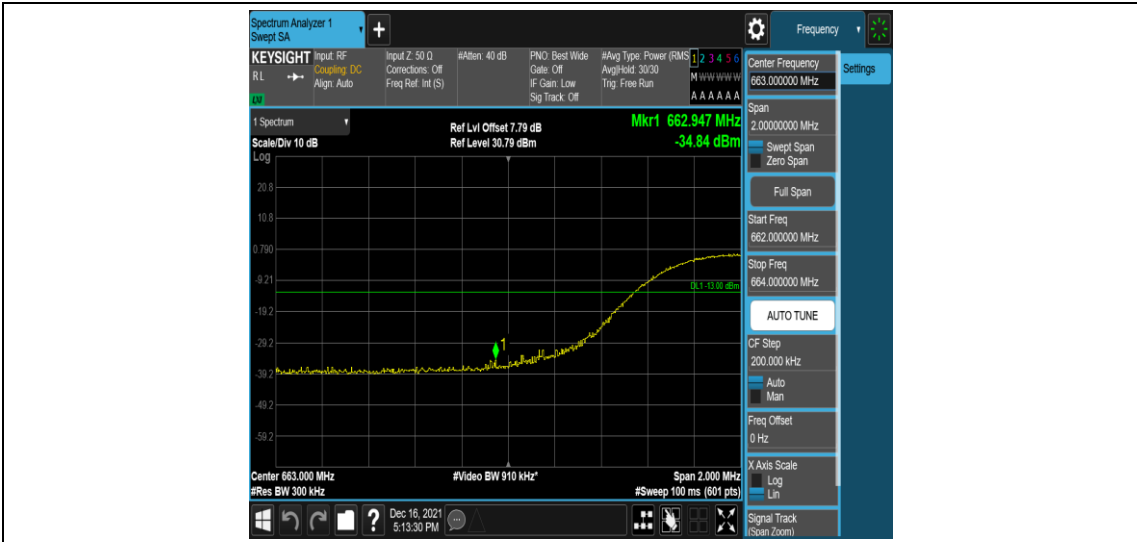 Spectrum Analyzer 1
Swept SA
Frequency
KEYSIGHT
RL
LXI
Input: RF
Coupling: DC
Align: Auto
Input Z: 50 Ω
Corrections: Off
Freq Ref: Int (S)
#Atten: 40 dB
PNO: Best Wide
Gate: Off
IF Gain: Low
Sig Track: Off
#Avg Type: Power (RMS
Avg|Hold: 30/30
Trig: Free Run
1 2 3 4 5 6
M W W W W W
A A A A A A
1 Spectrum
Scale/Div 10 dB
Ref Lvl Offset 7.79 dB
Ref Level 30.79 dBm
Mkr1 662.947 MHz
-34.84 dBm
Log
20.8
10.8
0.790
-9.21
-19.2
-29.2
-39.2
-49.2
-59.2
DL1 -13.00 dBm
1
Center 663.000 MHz
#Res BW 300 kHz
#Video BW 910 kHz*
Span 2.000 MHz
#Sweep 100 ms (601 pts)
Center Frequency
663.000000 MHz
Settings
Span
2.00000000 MHz
Swept Span
Zero Span
Full Span
Start Freq
662.000000 MHz
Stop Freq
664.000000 MHz
AUTO TUNE
CF Step
200.000 kHz
Auto
Man
Freq Offset
0 Hz
X Axis Scale
Log
Lin
Signal Track
(Span Zoom)
?
Dec 16, 2021
5:13:30 PM